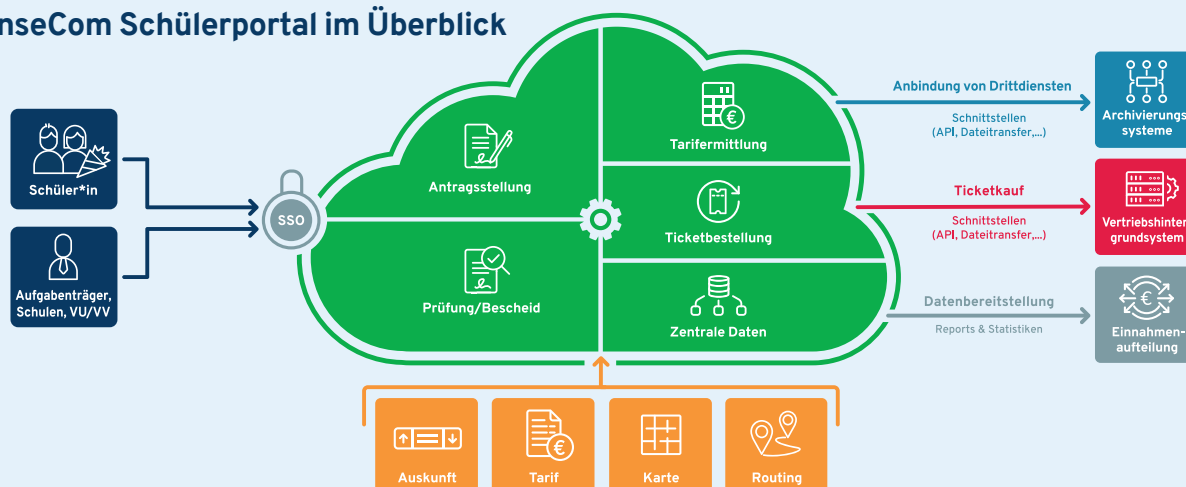 nseCom Schülerportal im Überblick
Schüler*in
Aufgabenträger,
Schulen, VU/VV
SSO
Antragsstellung
Prüfung/Bescheid
Tarifermittlung
Ticketbestellung
Zentrale Daten
Anbindung von Drittdiensten
Schnittstellen
(API, Dateitransfer,...)
Archivierungs
systeme
Ticketkauf
Schnittstellen
(API, Dateitransfer,...)
Vertriebshinter
grundsystem
Datenbereitstellung
Reports & Statistiken
Einnahmen-
aufteilung
Auskunft
Tarif
Karte
Routing